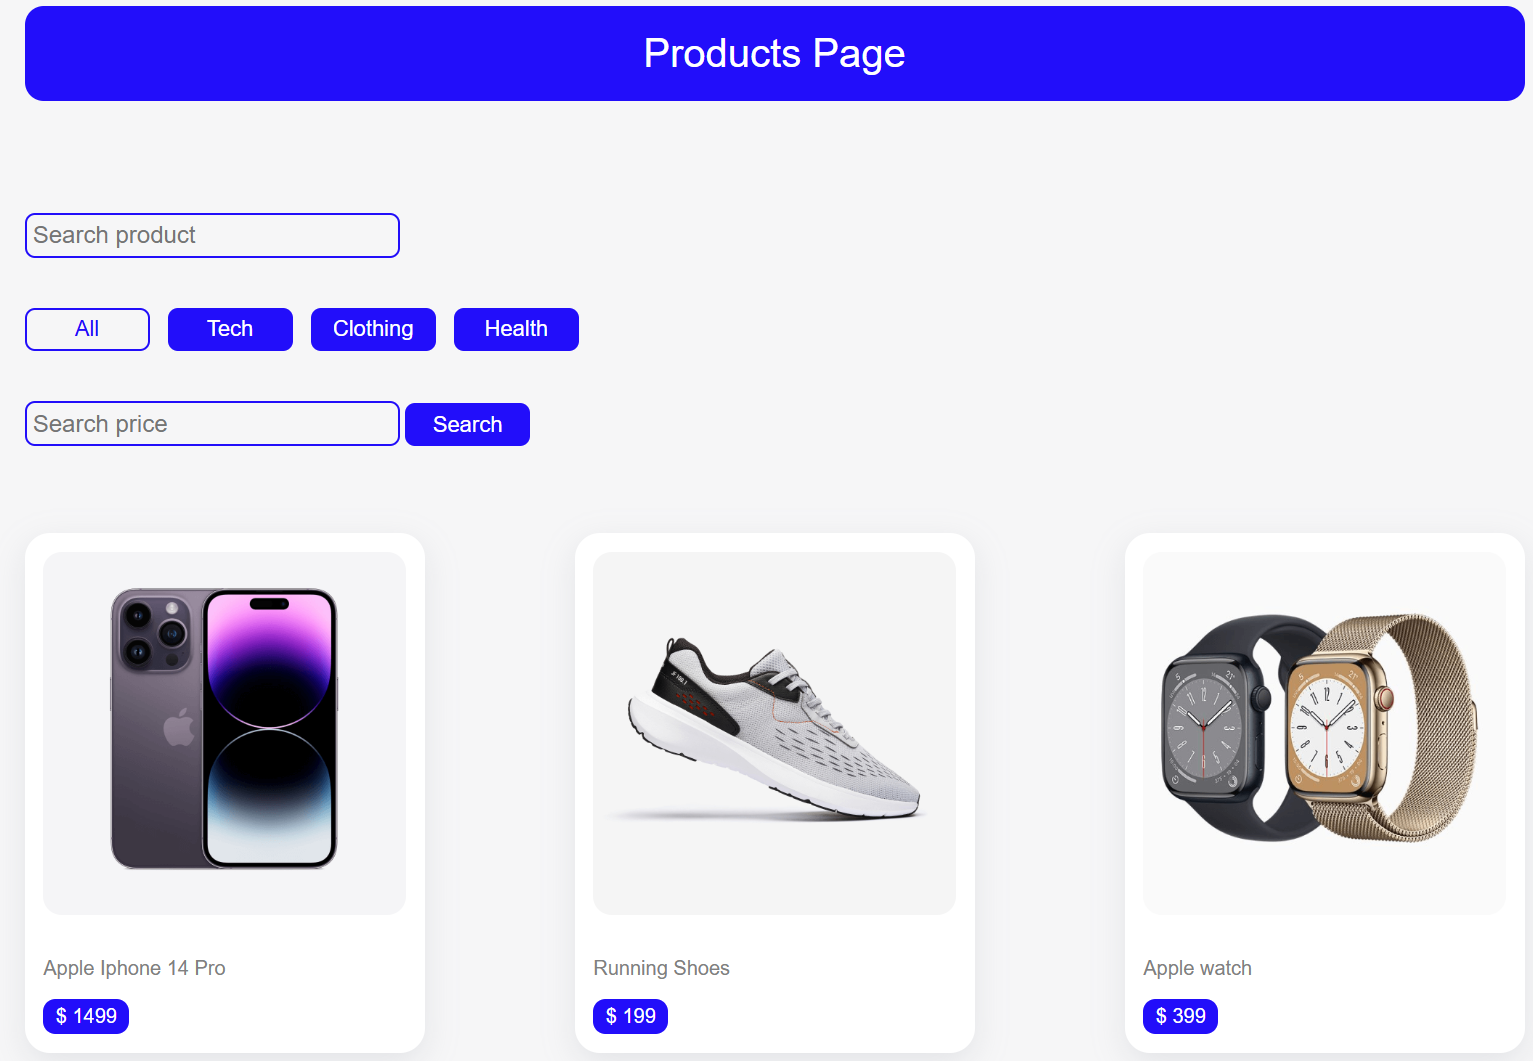 Products Page
Search product
All Tech Clothing Health
Search price Search
Apple Iphone 14 Pro Running Shoes Apple watch
$ 1499 $ 199 $ 399